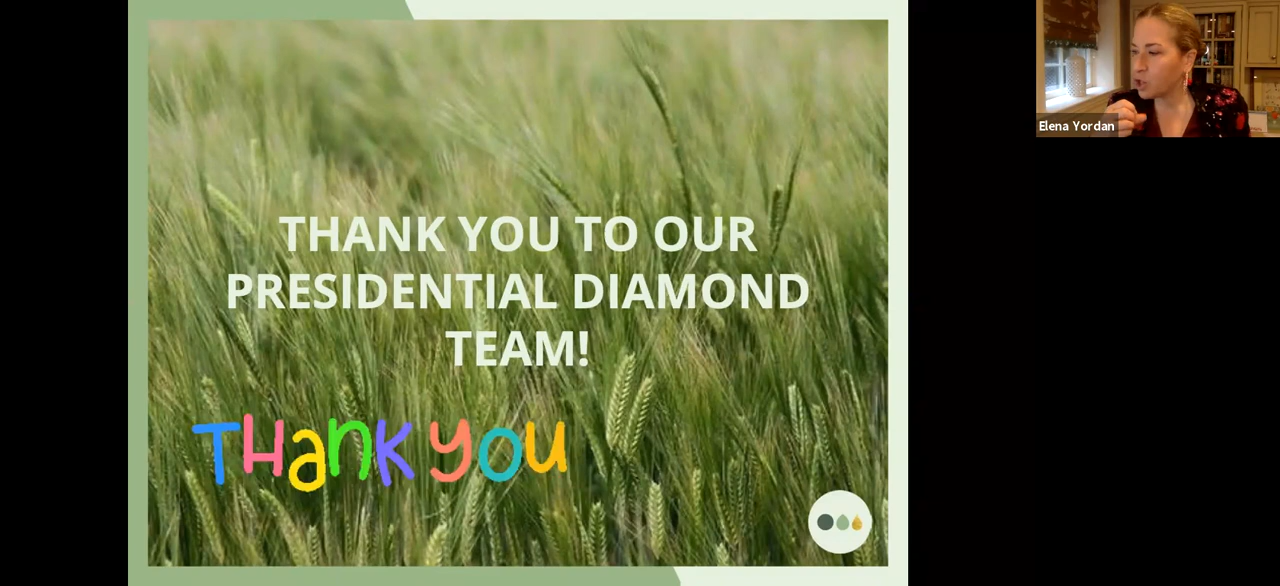 THANK YOU TO OUR
PRESIDENTIAL DIAMOND
TEAM!
THank you
Elena Yordan